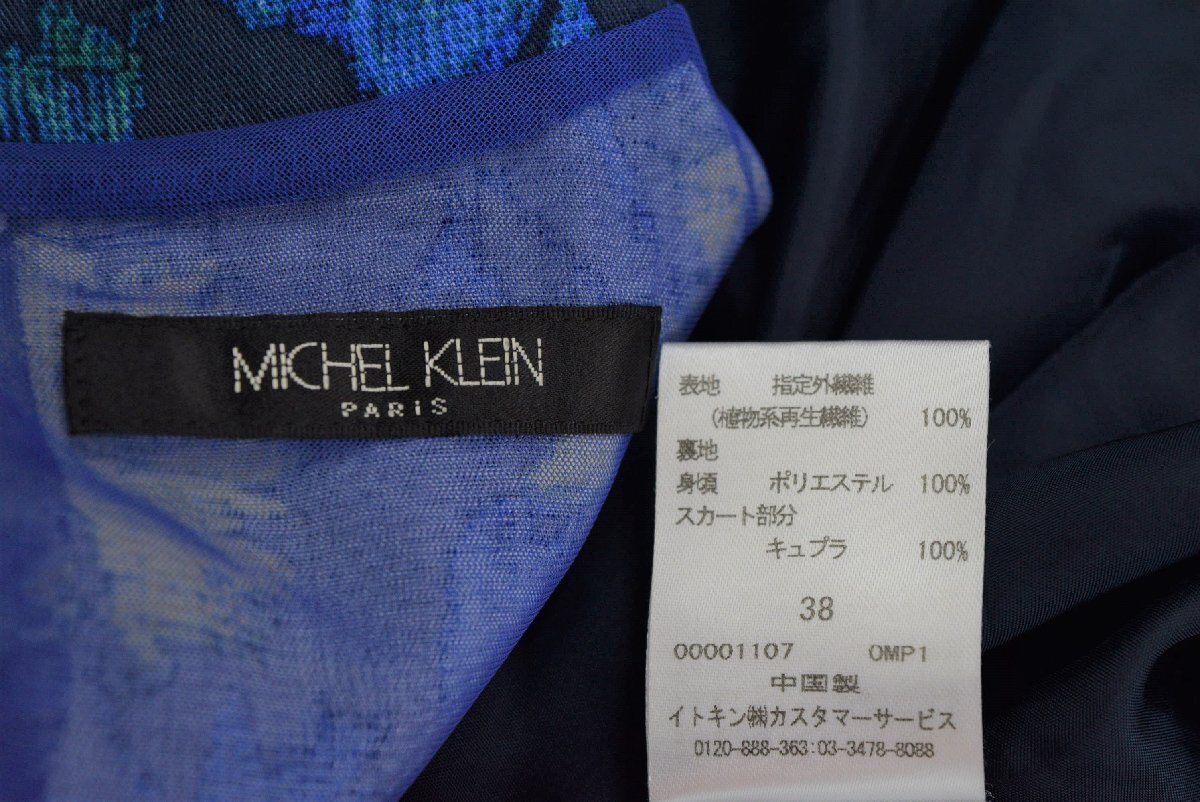 MICHEL KLEIN
PARiS
表地 指定外繊維
(植物系再生繊維) 100%
裏地
身頃 ポリエステル 100%
スカート部分
キュプラ 100%
38
00001107 OMP1
中国製
イトキン㈱カスタマーサービス
0120-888-363:03-3478-8088